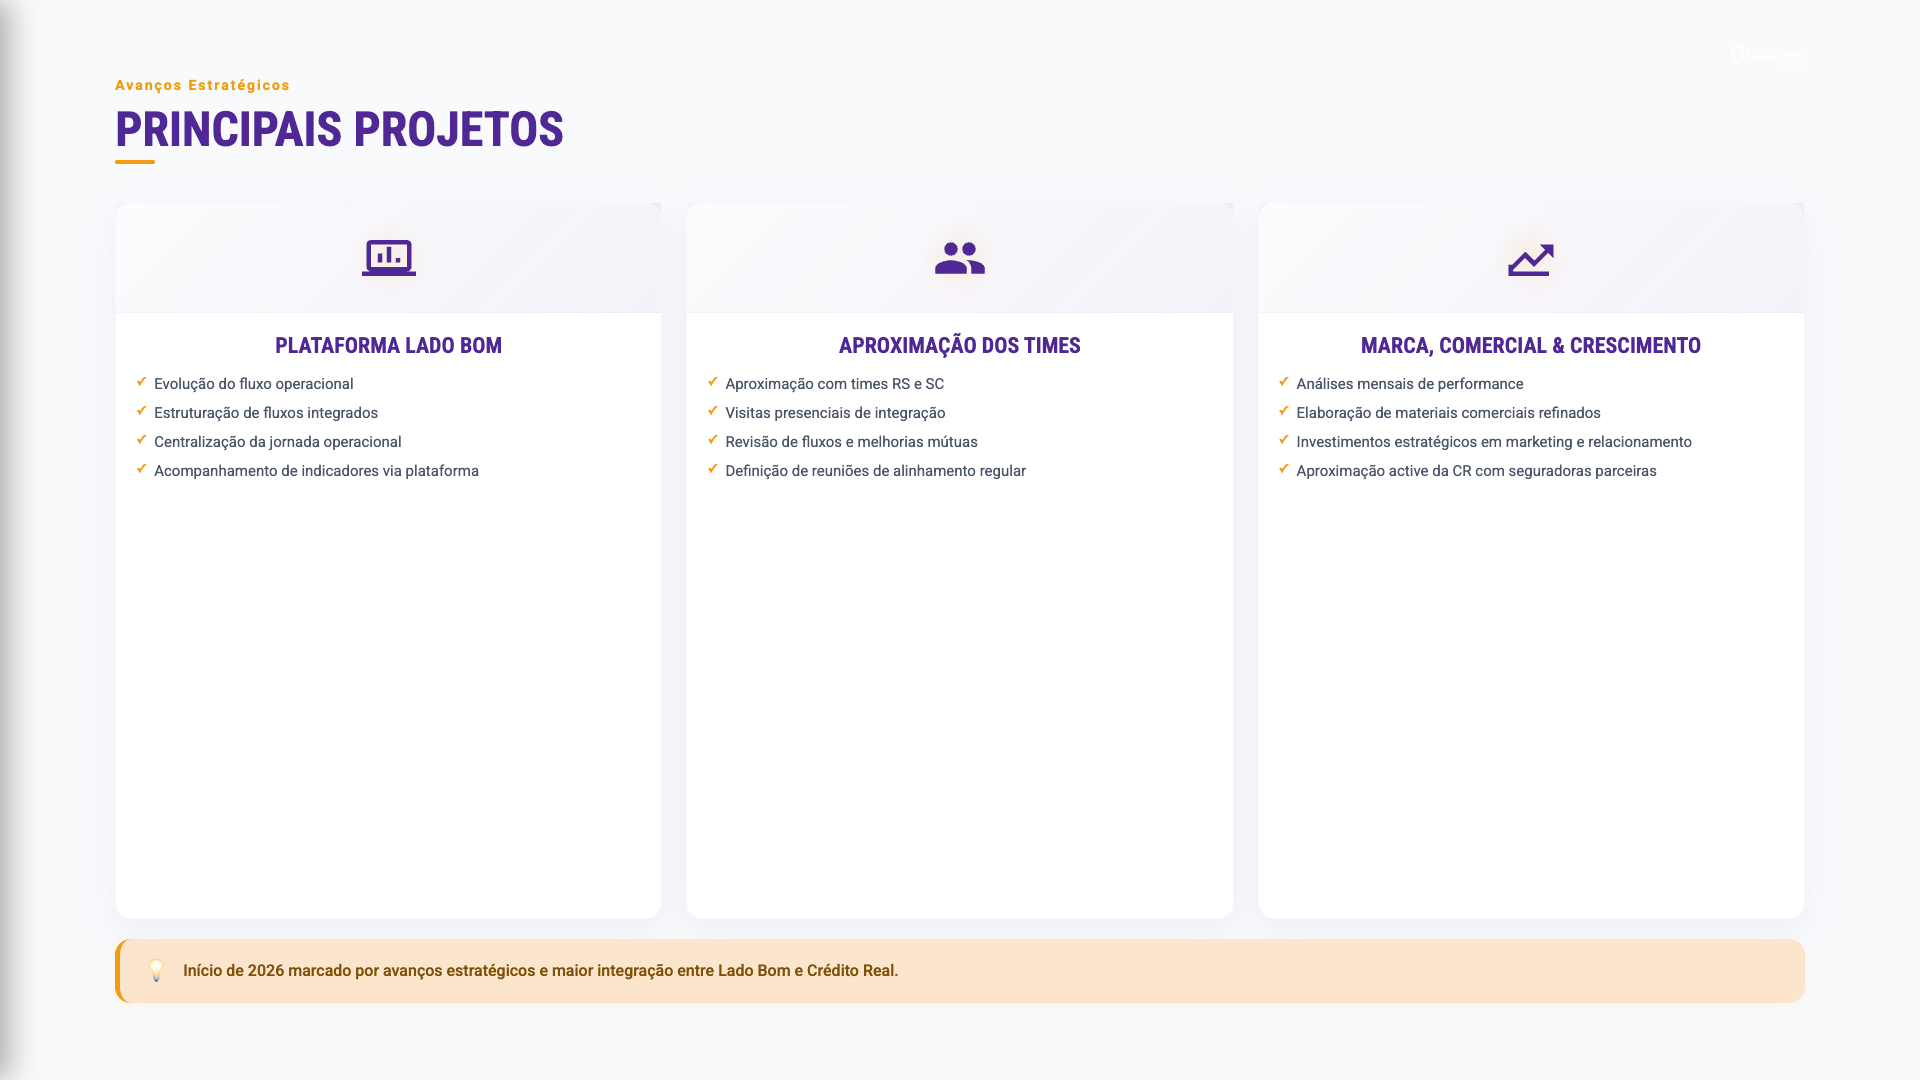 Avanços Estratégicos
PRINCIPAIS PROJETOS
PLATAFORMA LADO BOM
✓ Evolução do fluxo operacional
✓ Estruturação de fluxos integrados
✓ Centralização da jornada operacional
✓ Acompanhamento de indicadores via plataforma
APROXIMAÇÃO DOS TIMES
✓ Aproximação com times RS e SC
✓ Visitas presenciais de integração
✓ Revisão de fluxos e melhorias mútuas
✓ Definição de reuniões de alinhamento regular
MARCA, COMERCIAL & CRESCIMENTO
✓ Análises mensais de performance
✓ Elaboração de materiais comerciais refinados
✓ Investimentos estratégicos em marketing e relacionamento
✓ Aproximação active da CR com seguradoras parceiras
Início de 2026 marcado por avanços estratégicos e maior integração entre Lado Bom e Crédito Real.